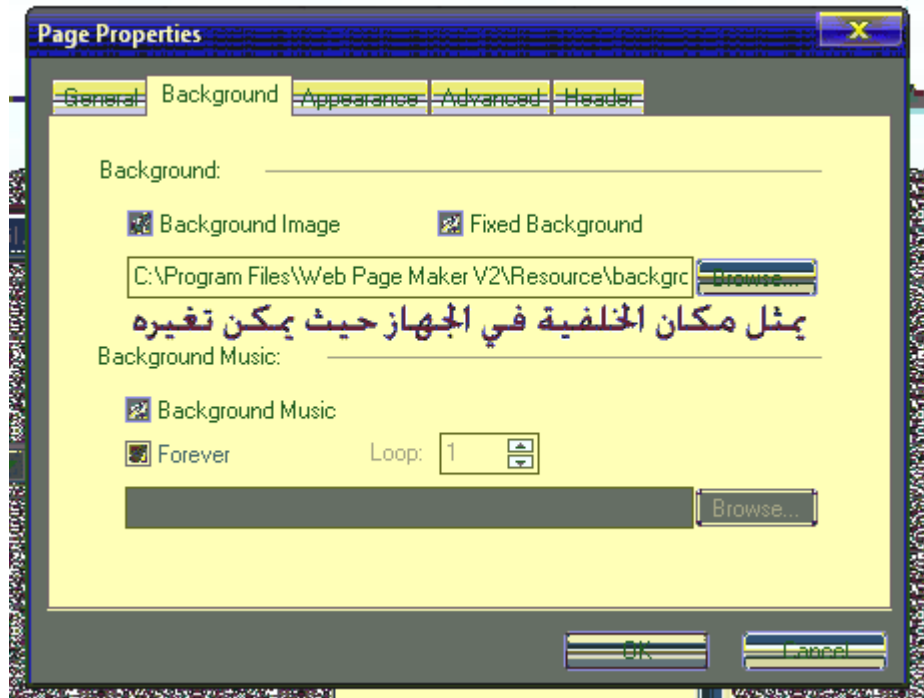 Page Properties
General Background Appearance Advanced Header
Background:
Background Image Fixed Background
C:\Program Files\Web Page Maker V2\Resource\backgrc Browse...
يمثل مكان الخلفية في الجهاز حيث يمكن تغيره
Background Music:
Background Music
Forever Loop: 1
Browse...
OK Cancel